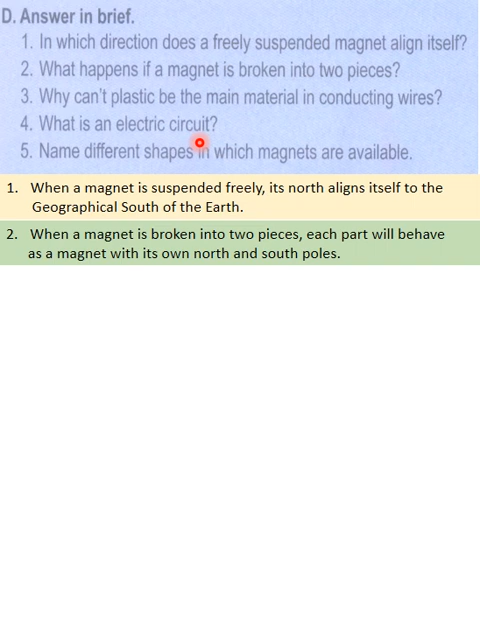 D. Answer in brief.
1. In which direction does a freely suspended magnet align itself?
2. What happens if a magnet is broken into two pieces?
3. Why can't plastic be the main material in conducting wires?
4. What is an electric circuit?
5. Name different shapes in which magnets are available.
1. When a magnet is suspended freely, its north aligns itself to the
Geographical South of the Earth.
2. When a magnet is broken into two pieces, each part will behave
as a magnet with its own north and south poles.